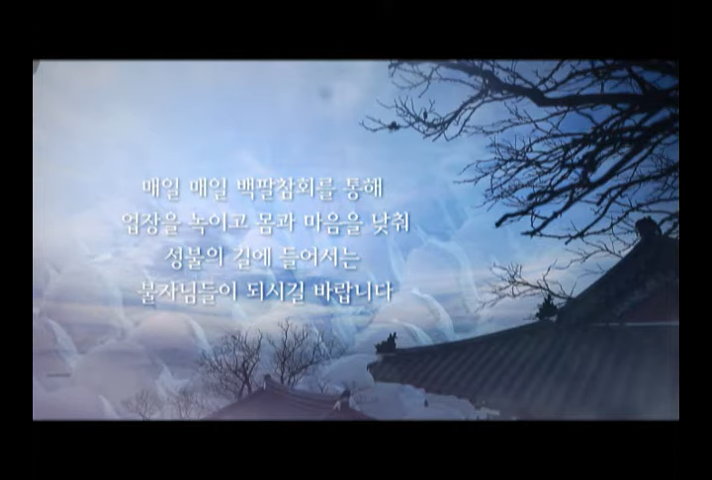 매일 매일 백팔참회를 통해
업장을 녹이고 몸과 마음을 낮춰
성불의 길에 들어서는
불자님들이 되시길 바랍니다